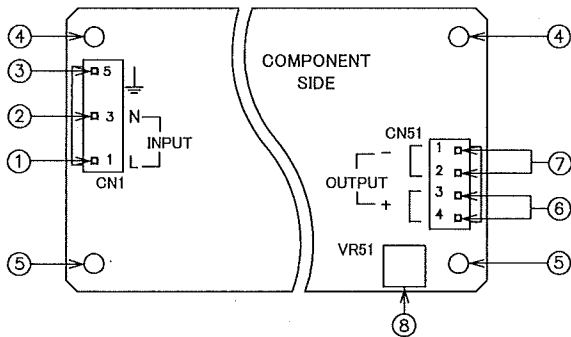 ④ ④
COMPONENT
SIDE
③ 5
② 3 N
INPUT
① 1 L
CN1
CN51
1
2
3
4
⑦
⑥
OUTPUT
-
+
VR51
⑤ ⑤
⑧